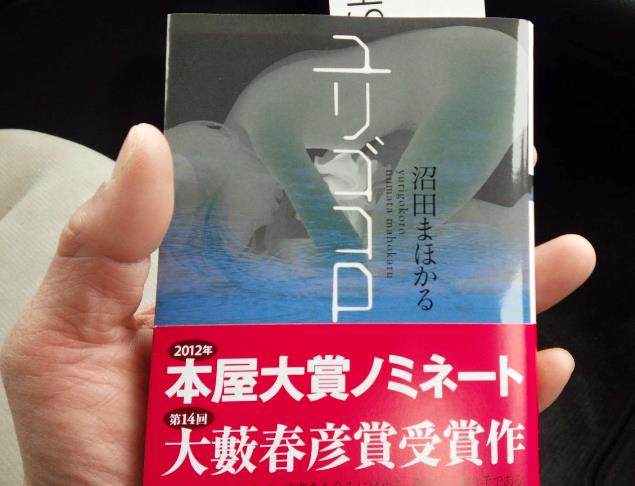 ユリゴコロ
沼田まほかる
yurigokoro
numata mahokaru
2012年
本屋大賞ノミネート
第14回
大藪春彦賞受賞作